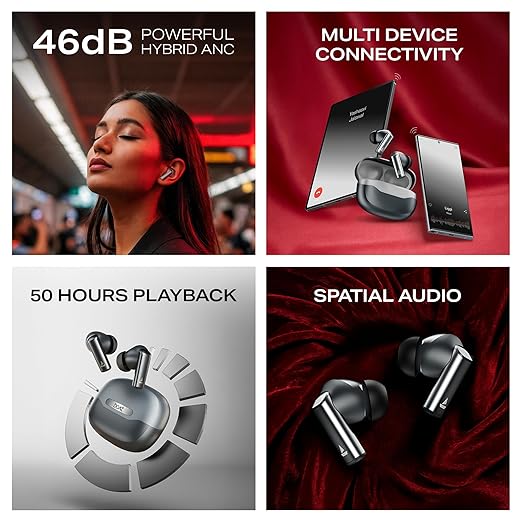 46dB POWERFUL
HYBRID ANC
MULTI DEVICE
CONNECTIVITY
50 HOURS PLAYBACK
SPATIAL AUDIO